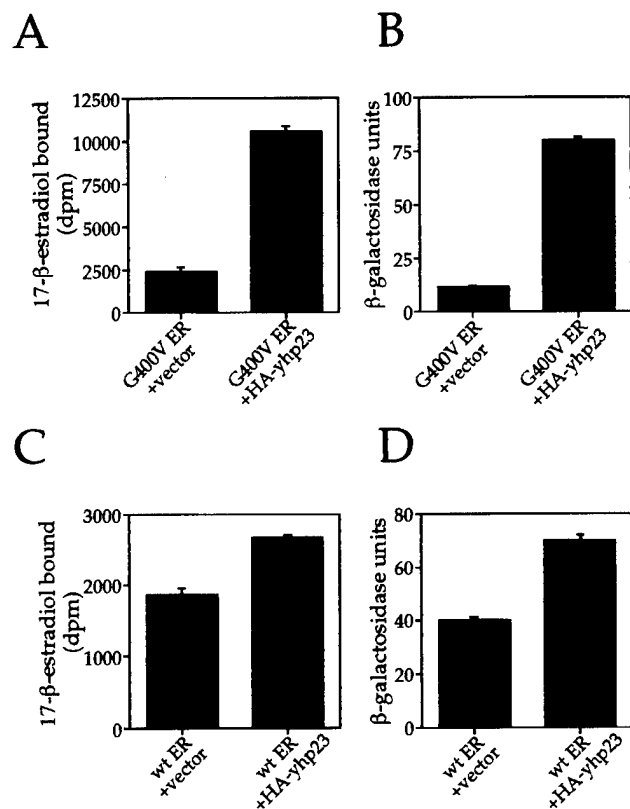 A
17-β-estradiol bound
(dpm)
12500
10000
7500
5000
2500
0
G400V ER
+vector
G400V ER
+HA-yhp23
B
β-galactosidase units
100
75
50
25
0
G400V ER
+vector
G400V ER
+HA-yhp23
C
17-β-estradiol bound
(dpm)
3000
2000
1000
0
wt ER
+vector
wt ER
+HA-yhp23
D
β-galactosidase units
80
60
40
20
0
wt ER
+vector
wt ER
+HA-yhp23